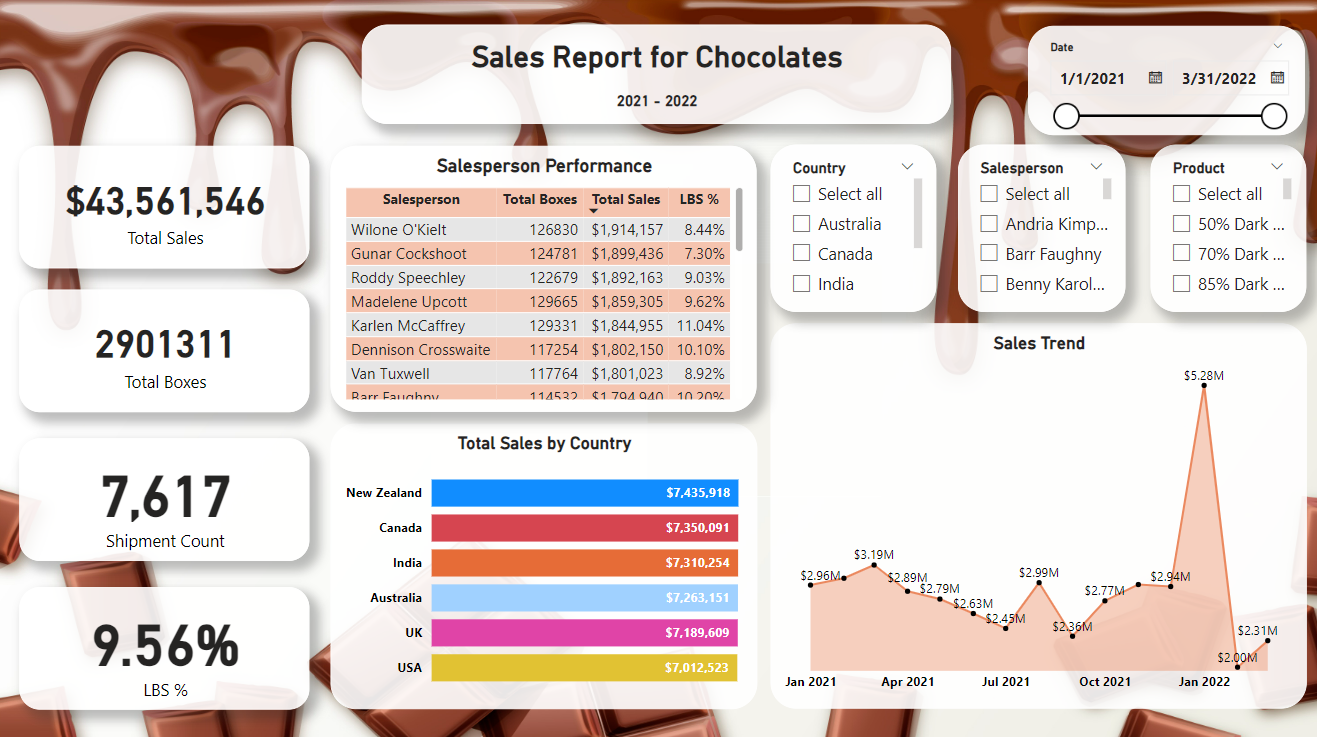 Sales Report for Chocolates
2021 - 2022
Date
1/1/2021 3/31/2022
$43,561,546
Total Sales
2901311
Total Boxes
7,617
Shipment Count
9.56%
LBS %
Salesperson Performance
Salesperson Total Boxes Total Sales LBS %
Wilone O'Kielt 126830 $1,914,157 8.44%
Gunar Cockshoot 124781 $1,899,436 7.30%
Roddy Speechley 122679 $1,892,163 9.03%
Madelene Upcott 129665 $1,859,305 9.62%
Karlen McCaffrey 129331 $1,844,955 11.04%
Dennison Crosswaite 117254 $1,802,150 10.10%
Van Tuxwell 117764 $1,801,023 8.92%
Barr Faughny 114532 $1,794,940 10.20%
Country
Select all
Australia
Canada
India
Salesperson
Select all
Andria Kimp...
Barr Faughny
Benny Karol...
Product
Select all
50% Dark ...
70% Dark ...
85% Dark ...
Total Sales by Country
New Zealand $7,435,918
Canada $7,350,091
India $7,310,254
Australia $7,263,151
UK $7,189,609
USA $7,012,523
Sales Trend
$2.96M
$3.19M
$2.89M
$2.79M
$2.63M
$2.45M
$2.99M
$2.36M
$2.77M
$2.94M
$5.28M
$2.00M
$2.31M
Jan 2021 Apr 2021 Jul 2021 Oct 2021 Jan 2022